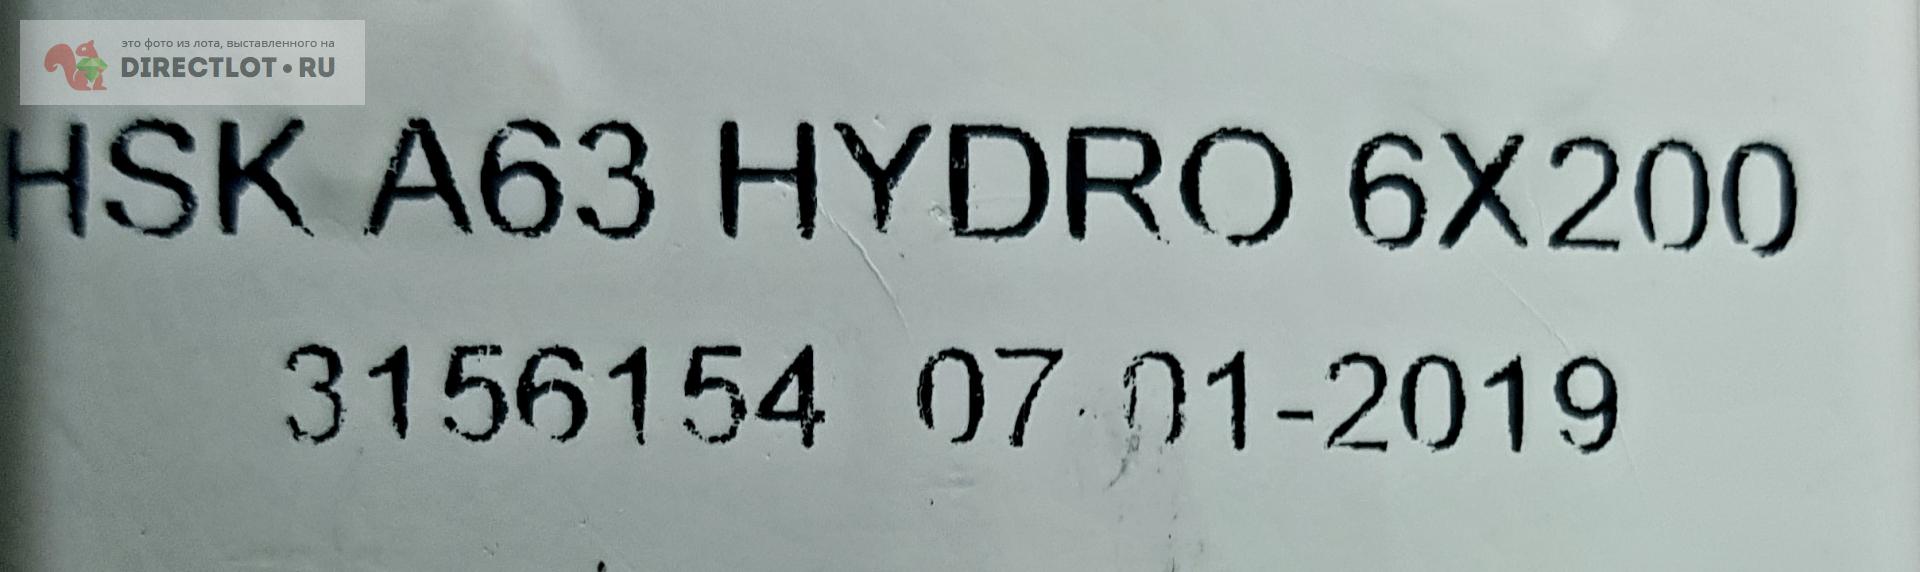 это фото из лота, выставленного на
DIRECTLOT•RU
HSK A63 HYDRO 6X200
3156154 07 01-2019